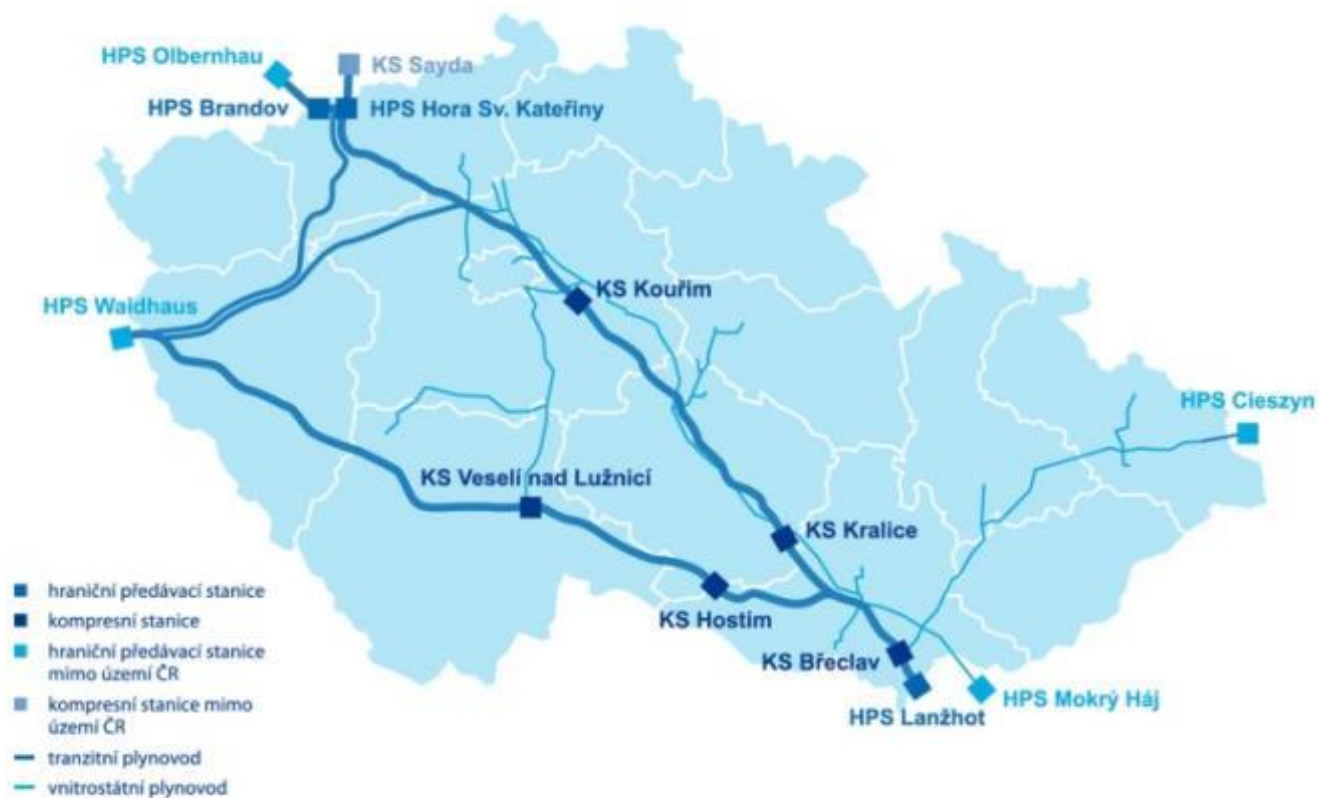 HPS Olbernhau
KS Sayda
HPS Brandov
HPS Hora Sv. Kateřiny
KS Kouřim
HPS Waidhaus
HPS Cieszyn
KS Veselí nad Lužnicí
KS Kralice
KS Hostim
KS Břeclav
HPS Mokrý Háj
HPS Lanžhot
hraniční předávací stanice
kompresní stanice
hraniční předávací stanice
mimo území ČR
kompresní stanice mimo
území ČR
tranzitní plynovod
vnitrostátní plynovod